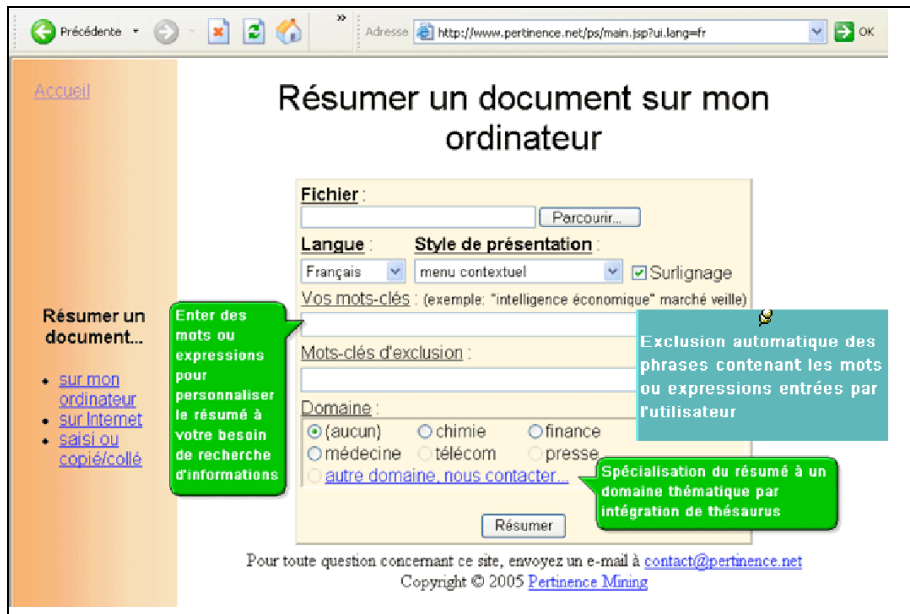 Précédente
»
Adresse http://www.pertinence.net/ps/main.jsp?ui.lang=fr
OK
Accueil
Résumer un document sur mon
ordinateur
Fichier :
Parcourir...
Langue : Style de présentation :
Français menu contextuel Surlignage
Vos mots-clés : (exemple: "intelligence économique" marché veille)
Mots-clés d'exclusion :
Domaine :
(aucun) chimie finance
médecine télécom presse
autre domaine, nous contacter...
Résumer
Résumer un
document...
sur mon
ordinateur
sur Internet
saisi ou
copié/collé
Enter des
mots ou
expressions
pour
personnaliser
le résumé à
votre besoin
de recherche
d'informations
Exclusion automatique des
phrases contenant les mots
ou expressions entrées par
l'utilisateur
Spécialisation du résumé à un
domaine thématique par
intégration de thésaurus
Pour toute question concernant ce site, envoyez un e-mail à contact@pertinence.net
Copyright © 2005 Pertinence Mining